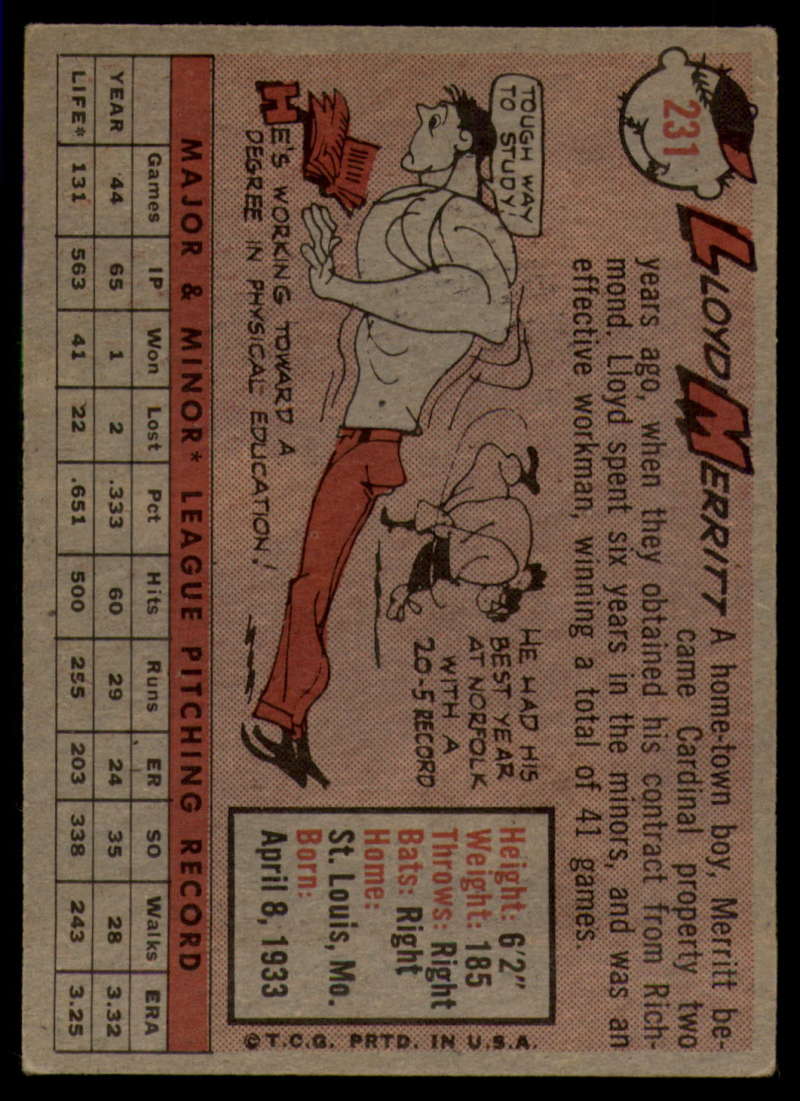 231
LLOYD MERRITT
A home-town boy, Merritt be-
came Cardinal property two
years ago, when they obtained his contract from Rich-
mond. Lloyd spent six years in the minors, and was an
effective workman, winning a total of 41 games.
TOUGH WAY
TO STUDY!
HE'S WORKING TOWARD A
DEGREE IN PHYSICAL EDUCATION!
HE HAD HIS
BEST YEAR
AT NORFOLK
WITH A
20-5 RECORD
Height: 6'2"
Weight: 185
Throws: Right
Bats: Right
Home:
St. Louis, Mo.
Born:
April 8, 1933
©T.C.G. PRTD. IN U.S.A.
MAJOR & MINOR* LEAGUE PITCHING RECORD
Games IP Won Lost Pct Hits Runs ER SO Walks ERA
YEAR 44 65 1 2 .333 60 29 24 35 28 3.32
LIFE* 131 563 41 22 .651 500 255 203 338 243 3.25